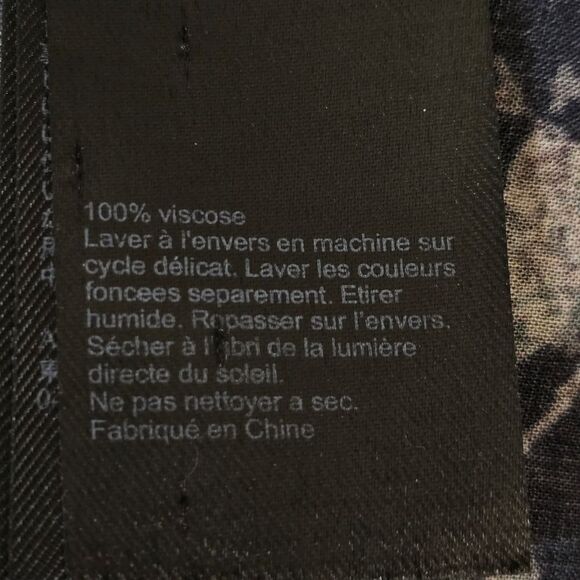 100% viscose
Laver à l'envers en machine sur
cycle délicat. Laver les couleurs
foncees separement. Etirer
humide. Repasser sur l'envers.
Sécher à l'abri de la lumière
directe du soleil.
Ne pas nettoyer a sec.
Fabriqué en Chine